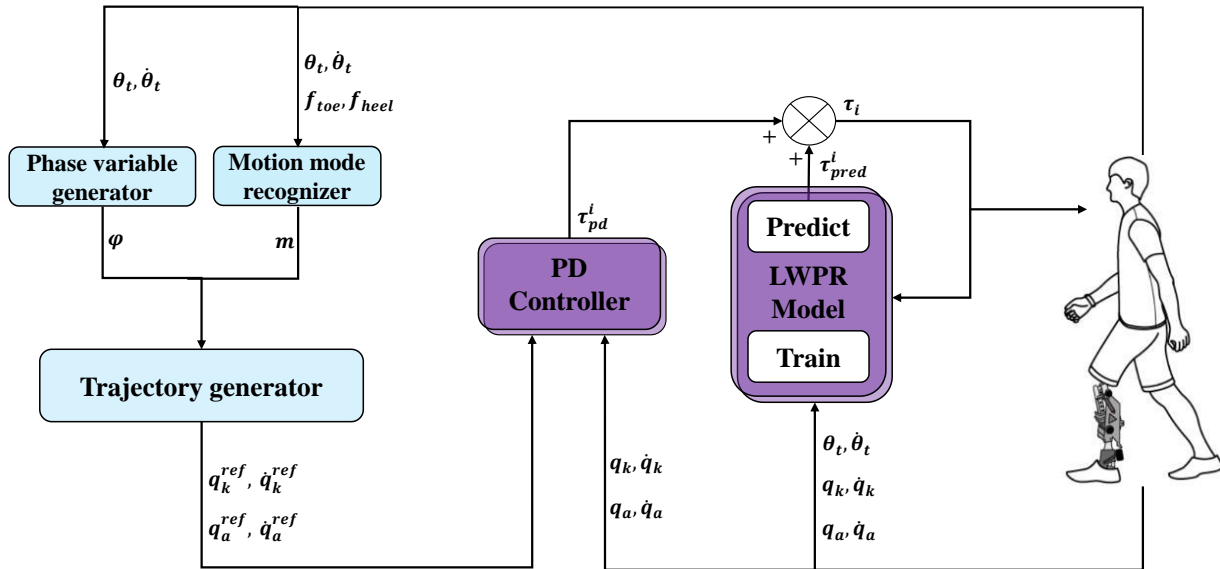 θ_t, θ̇_t
θ_t, θ̇_t
f_toe, f_heel
Phase variable
generator
Motion mode
recognizer
φ
m
Trajectory generator
q_k^ref, q̇_k^ref
q_a^ref, q̇_a^ref
τ_pd^i
PD
Controller
q_k, q̇_k
q_a, q̇_a
+
+
τ_i
τ_pred^i
Predict
LWPR
Model
Train
θ_t, θ̇_t
q_k, q̇_k
q_a, q̇_a